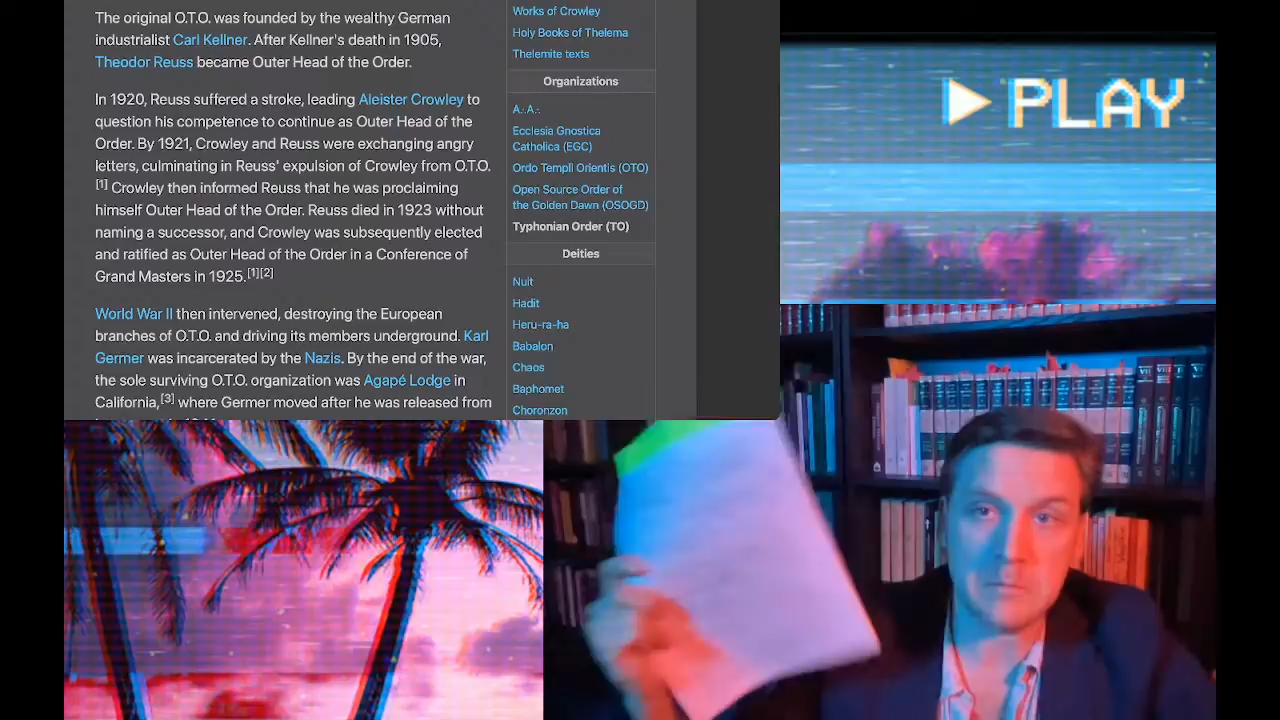 The original O.T.O. was founded by the wealthy German
industrialist Carl Kellner. After Kellner's death in 1905,
Theodor Reuss became Outer Head of the Order.
In 1920, Reuss suffered a stroke, leading Aleister Crowley to
question his competence to continue as Outer Head of the
Order. By 1921, Crowley and Reuss were exchanging angry
letters, culminating in Reuss' expulsion of Crowley from O.T.O.
[1] Crowley then informed Reuss that he was proclaiming
himself Outer Head of the Order. Reuss died in 1923 without
naming a successor, and Crowley was subsequently elected
and ratified as Outer Head of the Order in a Conference of
Grand Masters in 1925.[1][2]
World War II then intervened, destroying the European
branches of O.T.O. and driving its members underground. Karl
Germer was incarcerated by the Nazis. By the end of the war,
the sole surviving O.T.O. organization was Agapé Lodge in
California,[3] where Germer moved after he was released from
Works of Crowley
Holy Books of Thelema
Thelemite texts
Organizations
A∴A∴
Ecclesia Gnostica
Catholica (EGC)
Ordo Templi Orientis (OTO)
Open Source Order of
the Golden Dawn (OSOGD)
Typhonian Order (TO)
Deities
Nuit
Hadit
Heru-ra-ha
Babalon
Chaos
Baphomet
Choronzon
PLAY